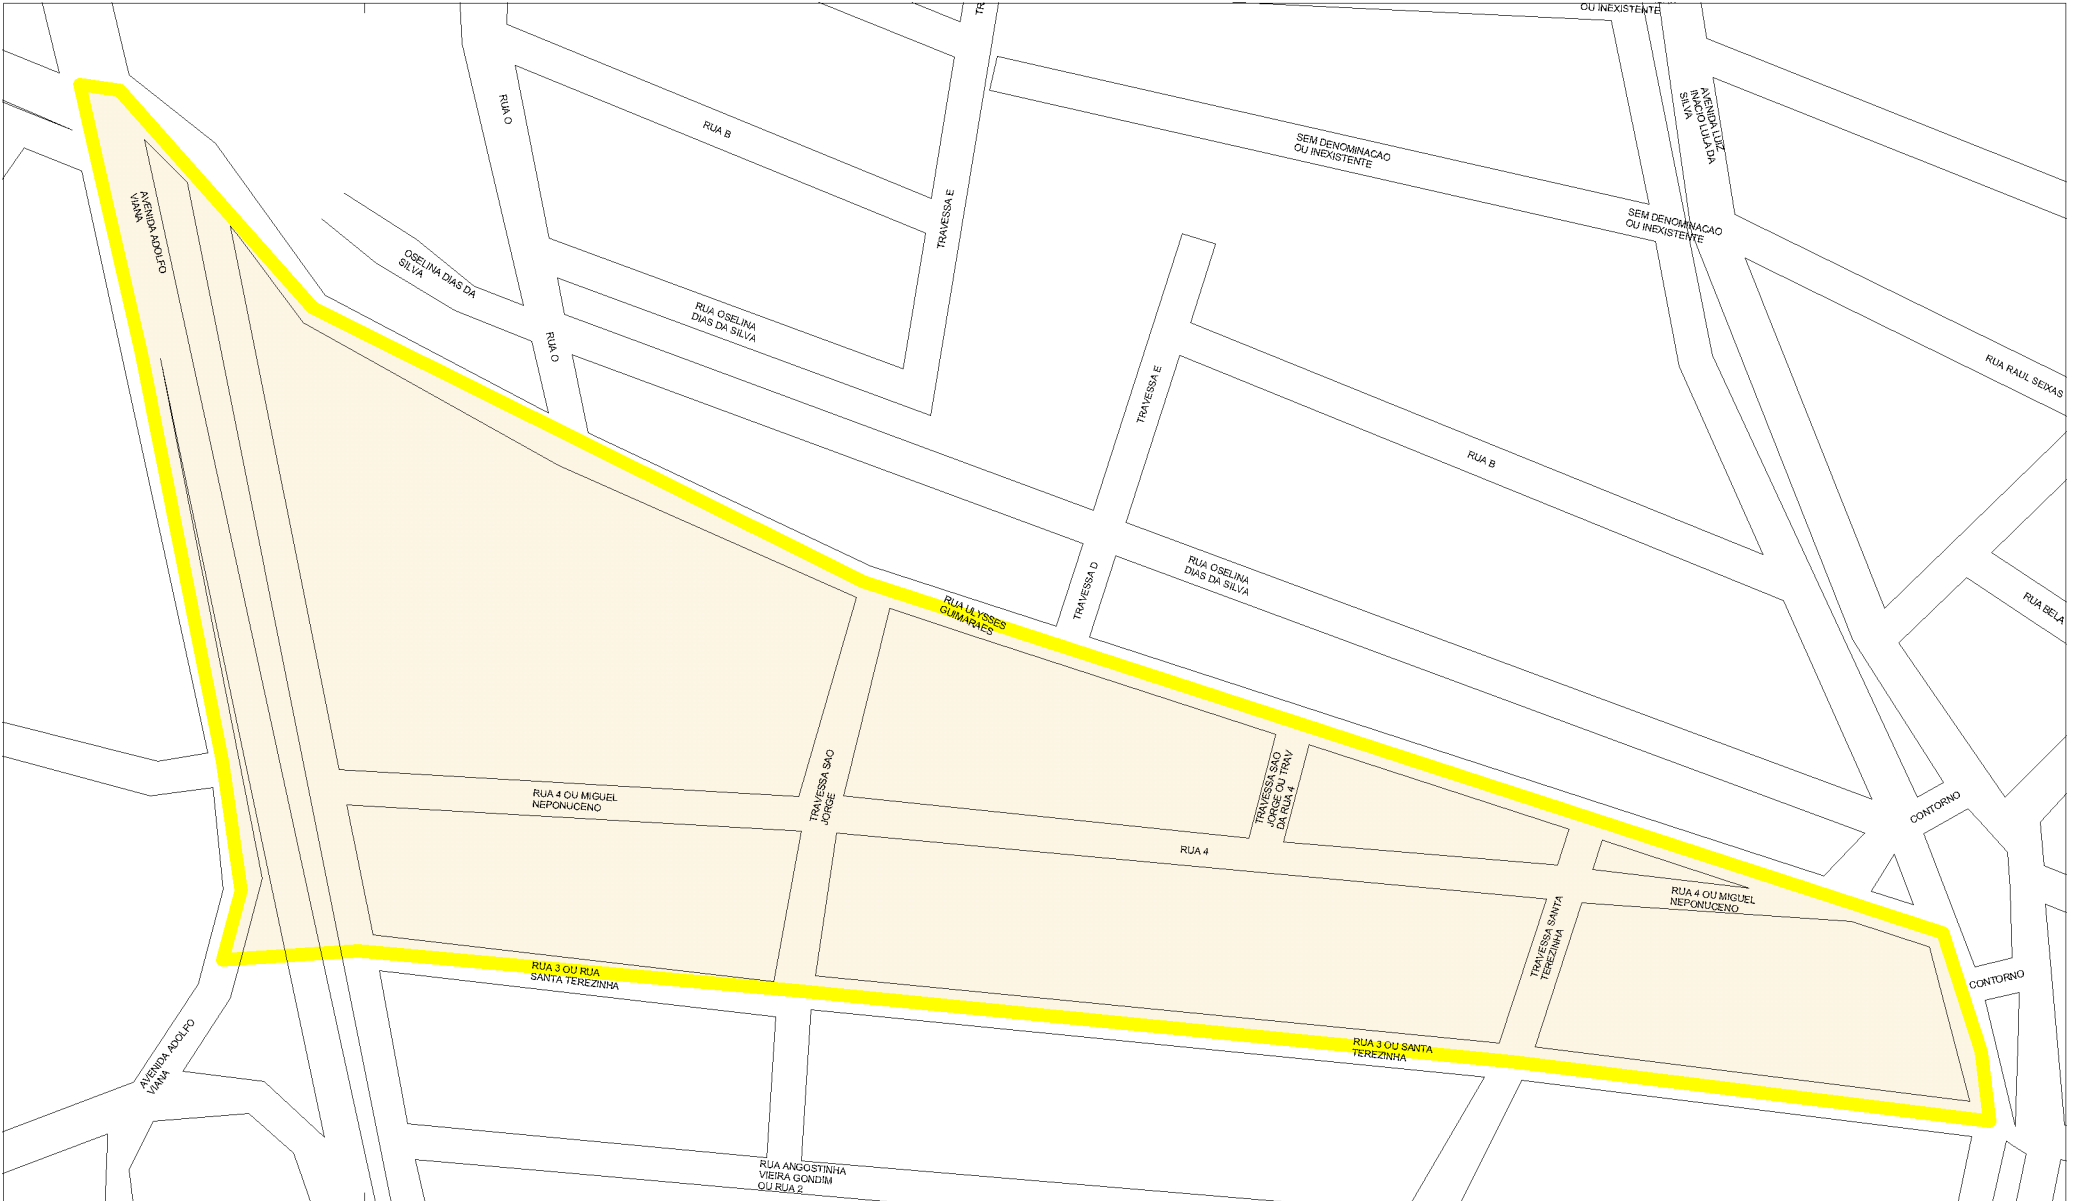 TR
OU INEXISTENTE
RUA O
RUA B
AVENIDA LUIZ
INACIO LULA DA
SILVA
SEM DENOMINACAO
OU INEXISTENTE
AVENIDA ADOLFO
VIANA
TRAVESSA E
SEM DENOMINACAO
OU INEXISTENTE
OSELINA DIAS DA
SILVA
RUA OSELINA
DIAS DA SILVA
RUA O
RUA RAUL SEIXAS
TRAVESSA E
RUA B
RUA OSELINA
DIAS DA SILVA
TRAVESSA D
RUA BELA
RUA ULYSSES
GUIMARAES
TRAVESSA SAO
JORGE
TRAVESSA SAO
JORGE OU TRAV
DA RUA 4
RUA 4 OU MIGUEL
NEPONUCENO
CONTORNO
RUA 4
RUA 4 OU MIGUEL
NEPONUCENO
TRAVESSA SANTA
TEREZINHA
RUA 3 OU RUA
SANTA TEREZINHA
CONTORNO
AVENIDA ADOLFO
VIANA
RUA 3 OU SANTA
TEREZINHA
RUA ANGOSTINHA
VIEIRA GONDIM
OU RUA 2